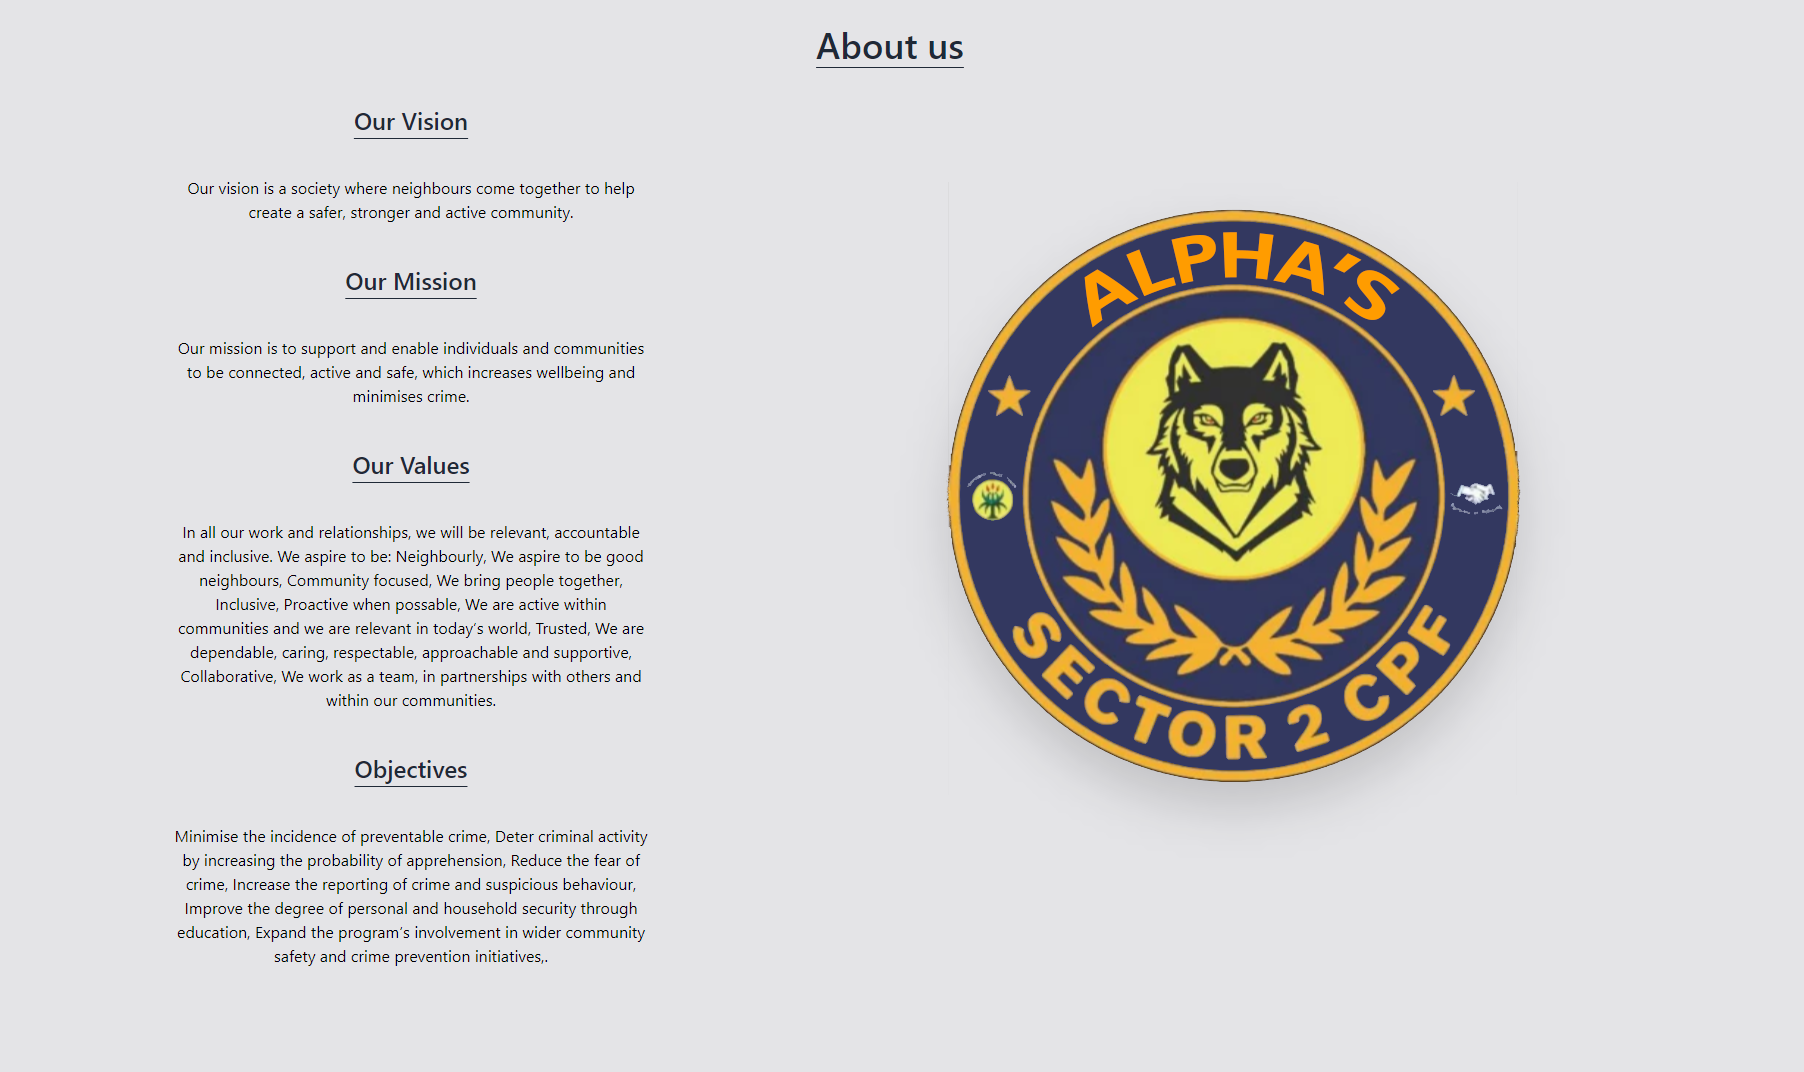 About us
Our Vision
Our vision is a society where neighbours come together to help
create a safer, stronger and active community.
Our Mission
Our mission is to support and enable individuals and communities
to be connected, active and safe, which increases wellbeing and
minimises crime.
Our Values
In all our work and relationships, we will be relevant, accountable
and inclusive. We aspire to be: Neighbourly, We aspire to be good
neighbours, Community focused, We bring people together,
Inclusive, Proactive when possable, We are active within
communities and we are relevant in today's world, Trusted, We are
dependable, caring, respectable, approachable and supportive,
Collaborative, We work as a team, in partnerships with others and
within our communities.
Objectives
Minimise the incidence of preventable crime, Deter criminal activity
by increasing the probability of apprehension, Reduce the fear of
crime, Increase the reporting of crime and suspicious behaviour,
Improve the degree of personal and household security through
education, Expand the program's involvement in wider community
safety and crime prevention initiatives,.
ALPHA'S
SECTOR 2 CPF